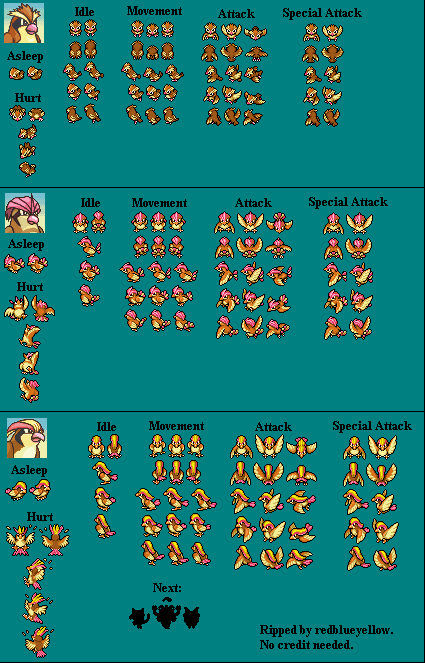 Idle Movement Attack Special Attack
Asleep
Hurt
Idle Movement Attack Special Attack
Asleep
Hurt
Idle Movement Attack Special Attack
Asleep
Hurt
Next:
Ripped by redblueyellow.
No credit needed.